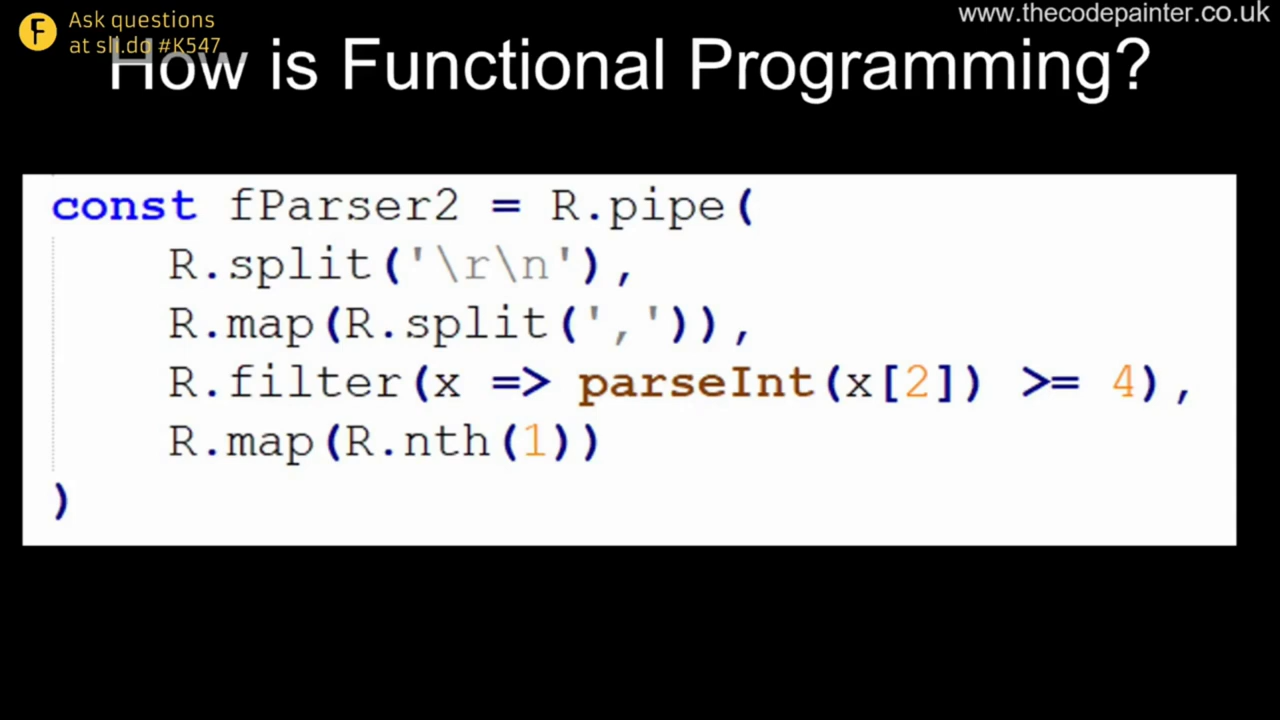 Ask questions
at sli.do #K547
www.thecodepainter.co.uk
How is Functional Programming?
const fParser2 = R.pipe(
    R.split('\r\n'),
    R.map(R.split(',')),
    R.filter(x => parseInt(x[2]) >= 4),
    R.map(R.nth(1))
)